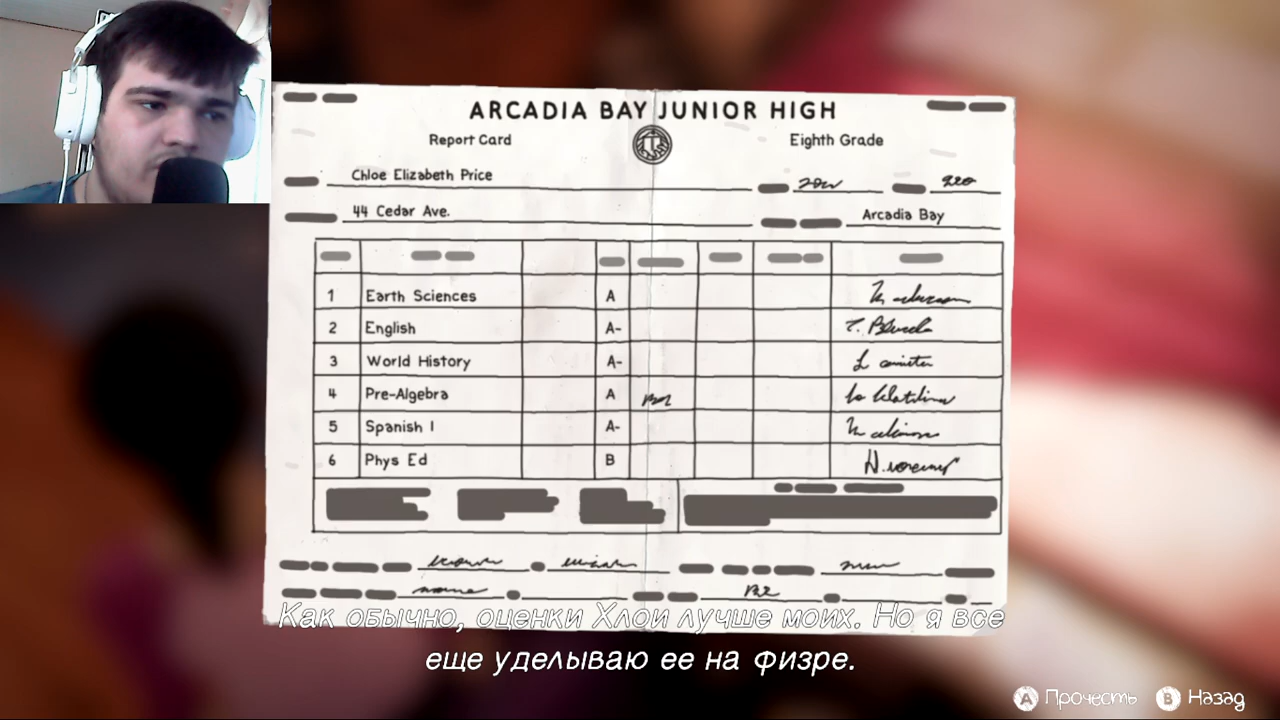 ARCADIA BAY JUNIOR HIGH
Report Card
Eighth Grade
Chloe Elizabeth Price
44 Cedar Ave.
Arcadia Bay
1 Earth Sciences A
2 English A-
3 World History A-
4 Pre-Algebra A
5 Spanish I A-
6 Phys Ed B
Как обычно, оценки Хлои лучше моих. Но я все
еще уделываю ее на физре.
A Прочесть B Назад